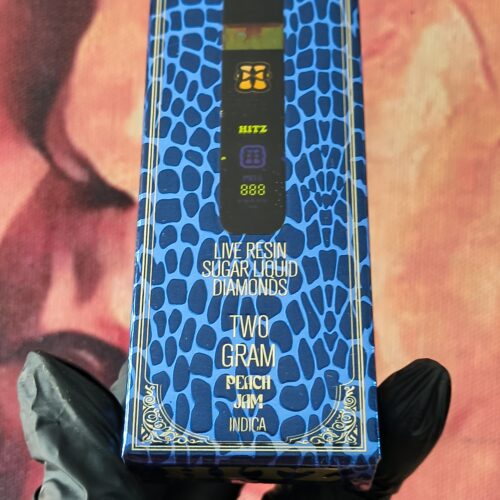 HITZ
888
LIVE RESIN
SUGAR LIQUID
DIAMONDS
TWO
GRAM
PEACH
JAM
INDICA